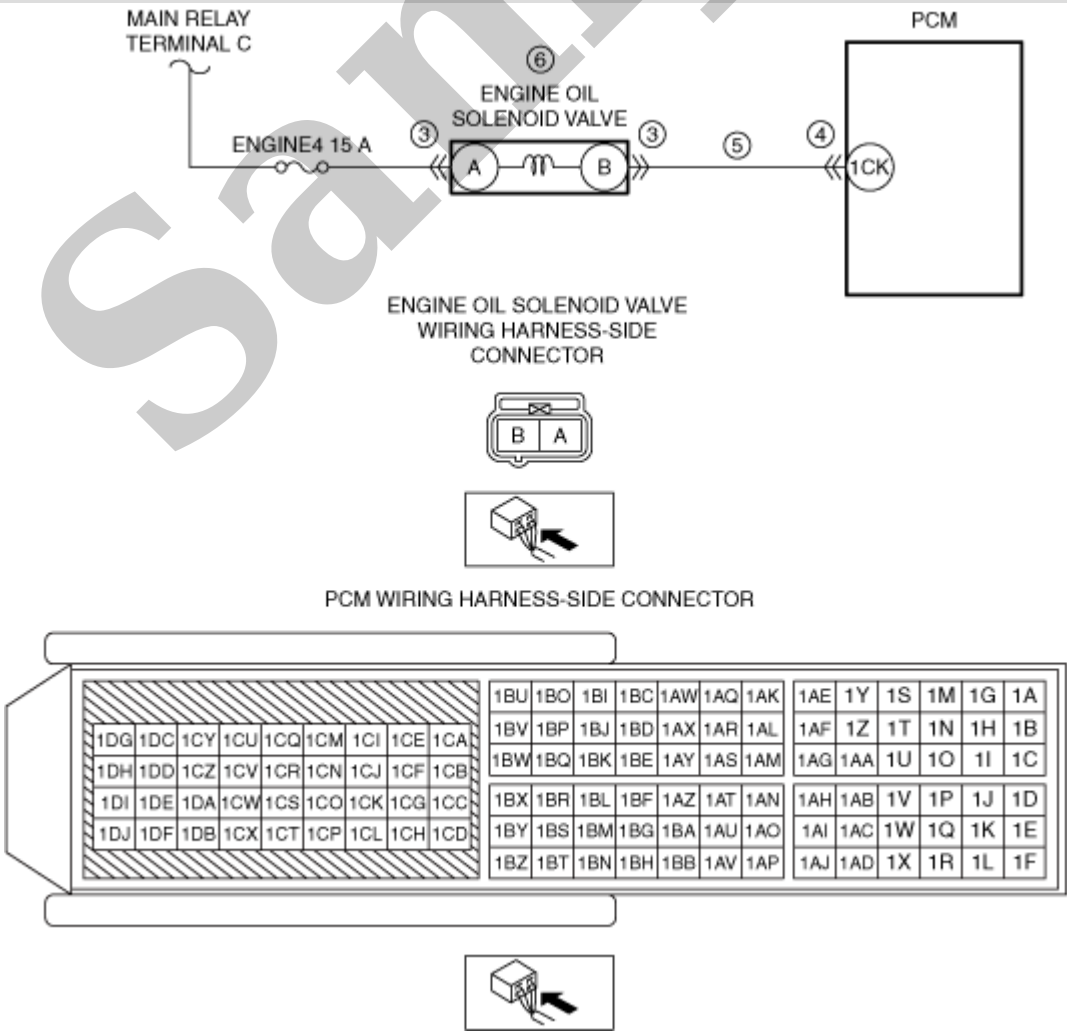 MAIN RELAY
TERMINAL C
PCM
6
ENGINE OIL
SOLENOID VALVE
ENGINE4 15 A
3
A
B
3
5
4
1CK
ENGINE OIL SOLENOID VALVE
WIRING HARNESS-SIDE
CONNECTOR
B A
PCM WIRING HARNESS-SIDE CONNECTOR
1BU 1BO 1BI 1BC 1AW 1AQ 1AK 1AE 1Y 1S 1M 1G 1A
1DG 1DC 1CY 1CU 1CQ 1CM 1CI 1CE 1CA 1BV 1BP 1BJ 1BD 1AX 1AR 1AL 1AF 1Z 1T 1N 1H 1B
1DH 1DD 1CZ 1CV 1CR 1CN 1CJ 1CF 1CB 1BW 1BQ 1BK 1BE 1AY 1AS 1AM 1AG 1AA 1U 1O 1I 1C
1DI 1DE 1DA 1CW 1CS 1CO 1CK 1CG 1CC 1BX 1BR 1BL 1BF 1AZ 1AT 1AN 1AH 1AB 1V 1P 1J 1D
1DJ 1DF 1DB 1CX 1CT 1CP 1CL 1CH 1CD 1BY 1BS 1BM 1BG 1BA 1AU 1AO 1AI 1AC 1W 1Q 1K 1E
1BZ 1BT 1BN 1BH 1BB 1AV 1AP 1AJ 1AD 1X 1R 1L 1F